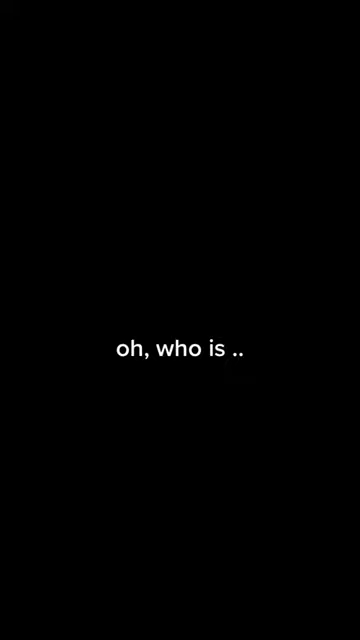 oh, who is ..